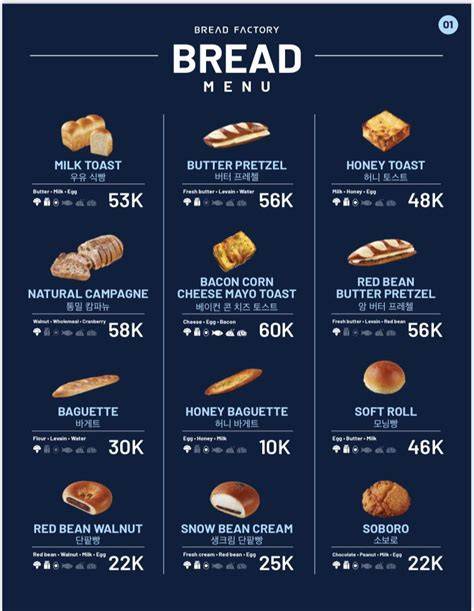 01
BREAD FACTORY
BREAD
MENU
MILK TOAST
우유 식빵
Butter • Milk • Egg
53K
BUTTER PRETZEL
버터 프레첼
Fresh butter • Levain • Water
56K
HONEY TOAST
허니 토스트
Milk • Honey • Egg
48K
NATURAL CAMPAGNE
통밀 캄파뉴
Walnut • Wholemeal • Cranberry
58K
BACON CORN
CHEESE MAYO TOAST
베이컨 콘 치즈 토스트
Cheese • Egg • Bacon
60K
RED BEAN
BUTTER PRETZEL
앙 버터 프레첼
Fresh butter • Levain • Red bean
56K
BAGUETTE
바게트
Flour • Levain • Water
30K
HONEY BAGUETTE
허니 바게트
Egg • Honey • Milk
10K
SOFT ROLL
모닝빵
Egg • Butter • Milk
46K
RED BEAN WALNUT
단팥빵
Red bean • Walnut • Milk • Egg
22K
SNOW BEAN CREAM
생크림 단팥빵
Fresh cream • Red bean • Egg
25K
SOBORO
소보로
Chocolate • Peanut • Milk • Egg
22K